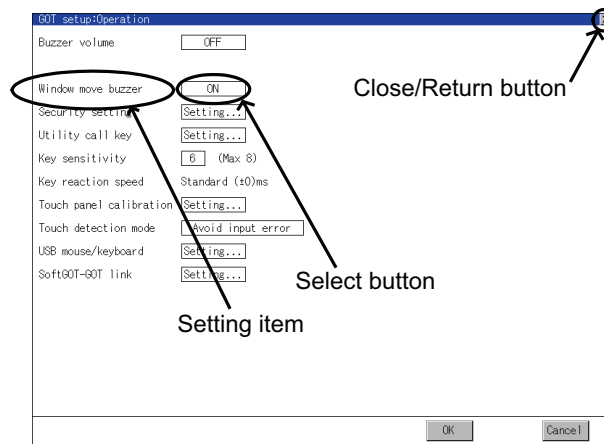 GOT setup:Operation
Buzzer volume OFF
Window move buzzer ON
Close/Return button
Security setting Setting...
Utility call key Setting...
Key sensitivity 6 (Max 8)
Key reaction speed Standard (±0)ms
Touch panel calibration Setting...
Touch detection mode Avoid input error
USB mouse/keyboard Setting...
SoftGOT-GOT link Setting...
Select button
Setting item
OK Cancel